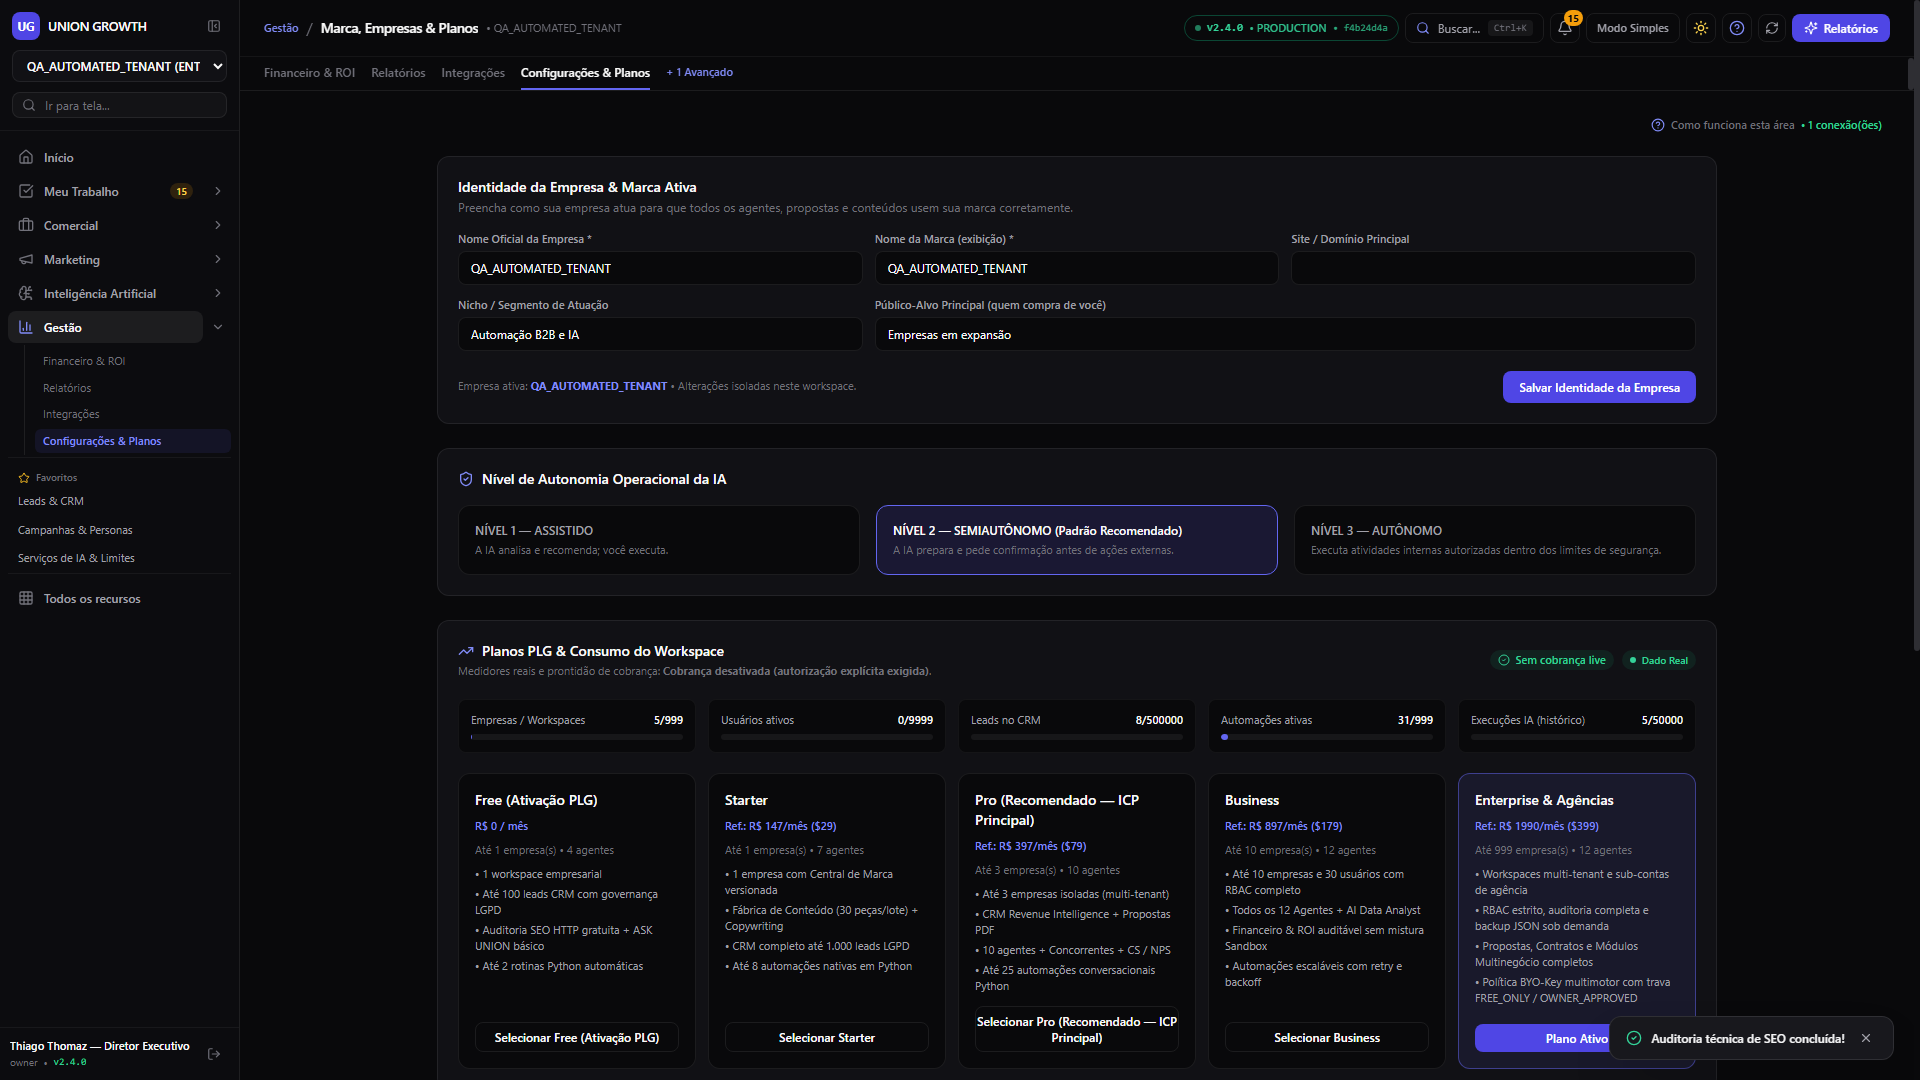 UG UNION GROWTH
QA_AUTOMATED_TENANT (ENT
Ir para tela...
Início
Meu Trabalho 15
Comercial
Marketing
Inteligência Artificial
Gestão
Financeiro & ROI
Relatórios
Integrações
Configurações & Planos
Favoritos
Leads & CRM
Campanhas & Personas
Serviços de IA & Limites
Todos os recursos
Thiago Thomaz — Diretor Executivo
owner • v2.4.0
Gestão / Marca, Empresas & Planos • QA_AUTOMATED_TENANT
v2.4.0 • PRODUCTION • f4b24d4a
Buscar... Ctrl+K
15
Modo Simples
Relatórios
Financeiro & ROI Relatórios Integrações Configurações & Planos + 1 Avançado
Como funciona esta área • 1 conexão(ões)
Identidade da Empresa & Marca Ativa
Preencha como sua empresa atua para que todos os agentes, propostas e conteúdos usem sua marca corretamente.
Nome Oficial da Empresa * Nome da Marca (exibição) * Site / Domínio Principal
QA_AUTOMATED_TENANT QA_AUTOMATED_TENANT
Nicho / Segmento de Atuação Público-Alvo Principal (quem compra de você)
Automação B2B e IA Empresas em expansão
Empresa ativa: QA_AUTOMATED_TENANT • Alterações isoladas neste workspace.
Salvar Identidade da Empresa
Nível de Autonomia Operacional da IA
NÍVEL 1 — ASSISTIDO
A IA analisa e recomenda; você executa.
NÍVEL 2 — SEMIAUTÔNOMO (Padrão Recomendado)
A IA prepara e pede confirmação antes de ações externas.
NÍVEL 3 — AUTÔNOMO
Executa atividades internas autorizadas dentro dos limites de segurança.
Planos PLG & Consumo do Workspace
Medidores reais e prontidão de cobrança: Cobrança desativada (autorização explícita exigida).
Sem cobrança live
Dado Real
Empresas / Workspaces 5/999
Usuários ativos 0/9999
Leads no CRM 8/500000
Automações ativas 31/999
Execuções IA (histórico) 5/50000
Free (Ativação PLG)
R$ 0 / mês
Até 1 empresa(s) • 4 agentes
• 1 workspace empresarial
• Até 100 leads CRM com governança
LGPD
• Auditoria SEO HTTP gratuita + ASK
UNION básico
• Até 2 rotinas Python automáticas
Selecionar Free (Ativação PLG)
Starter
Ref.: R$ 147/mês ($29)
Até 1 empresa(s) • 7 agentes
• 1 empresa com Central de Marca
versionada
• Fábrica de Conteúdo (30 peças/lote) +
Copywriting
• CRM completo até 1.000 leads LGPD
• Até 8 automações nativas em Python
Selecionar Starter
Pro (Recomendado — ICP
Principal)
Ref.: R$ 397/mês ($79)
Até 3 empresa(s) • 10 agentes
• Até 3 empresas isoladas (multi-tenant)
• CRM Revenue Intelligence + Propostas
PDF
• 10 agentes + Concorrentes + CS / NPS
• Até 25 automações conversacionais
Python
Selecionar Pro (Recomendado — ICP
Principal)
Business
Ref.: R$ 897/mês ($179)
Até 10 empresa(s) • 12 agentes
• Até 10 empresas e 30 usuários com
RBAC completo
• Todos os 12 Agentes + AI Data Analyst
• Financeiro & ROI auditável sem mistura
Sandbox
• Automações escaláveis com retry e
backoff
Selecionar Business
Enterprise & Agências
Ref.: R$ 1990/mês ($399)
Até 999 empresa(s) • 12 agentes
• Workspaces multi-tenant e sub-contas
de agência
• RBAC estrito, auditoria completa e
backup JSON sob demanda
• Propostas, Contratos e Módulos
Multinegócio completos
• Política BYO-Key multimotor com trava
FREE_ONLY / OWNER_APPROVED
Plano Ativo
Auditoria técnica de SEO concluída!